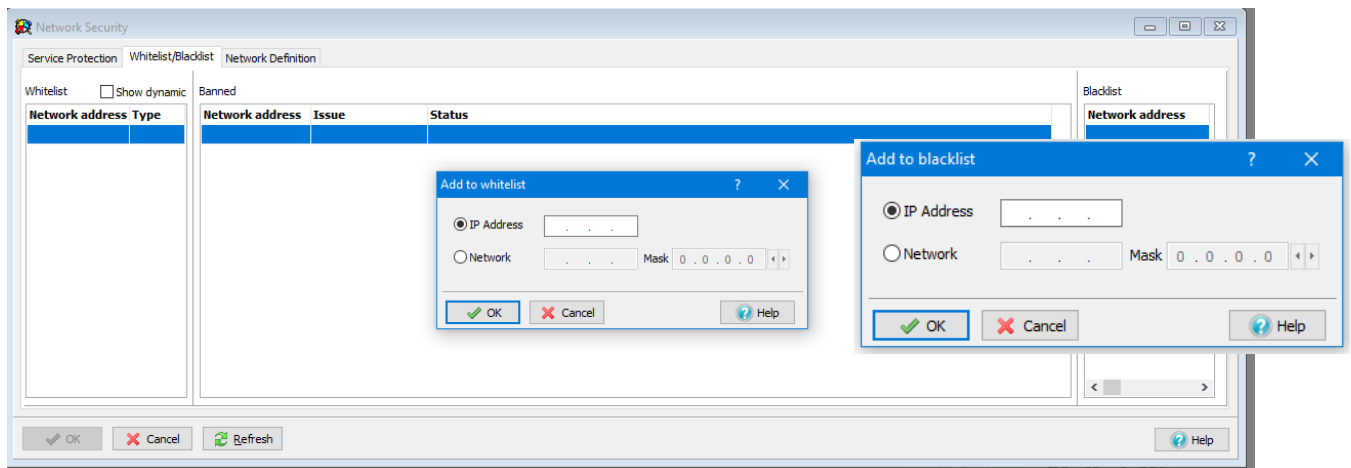 Network Security
Service Protection Whitelist/Blacklist Network Definition
Whitelist Show dynamic Banned Blacklist
Network address Type Network address Issue Status Network address
Add to whitelist ?
IP Address . . .
Network . . . Mask 0 . 0 . 0 . 0
OK Cancel Help
Add to blacklist ?
IP Address . . .
Network . . . Mask 0 . 0 . 0 . 0
OK Cancel Help
OK Cancel Refresh Help